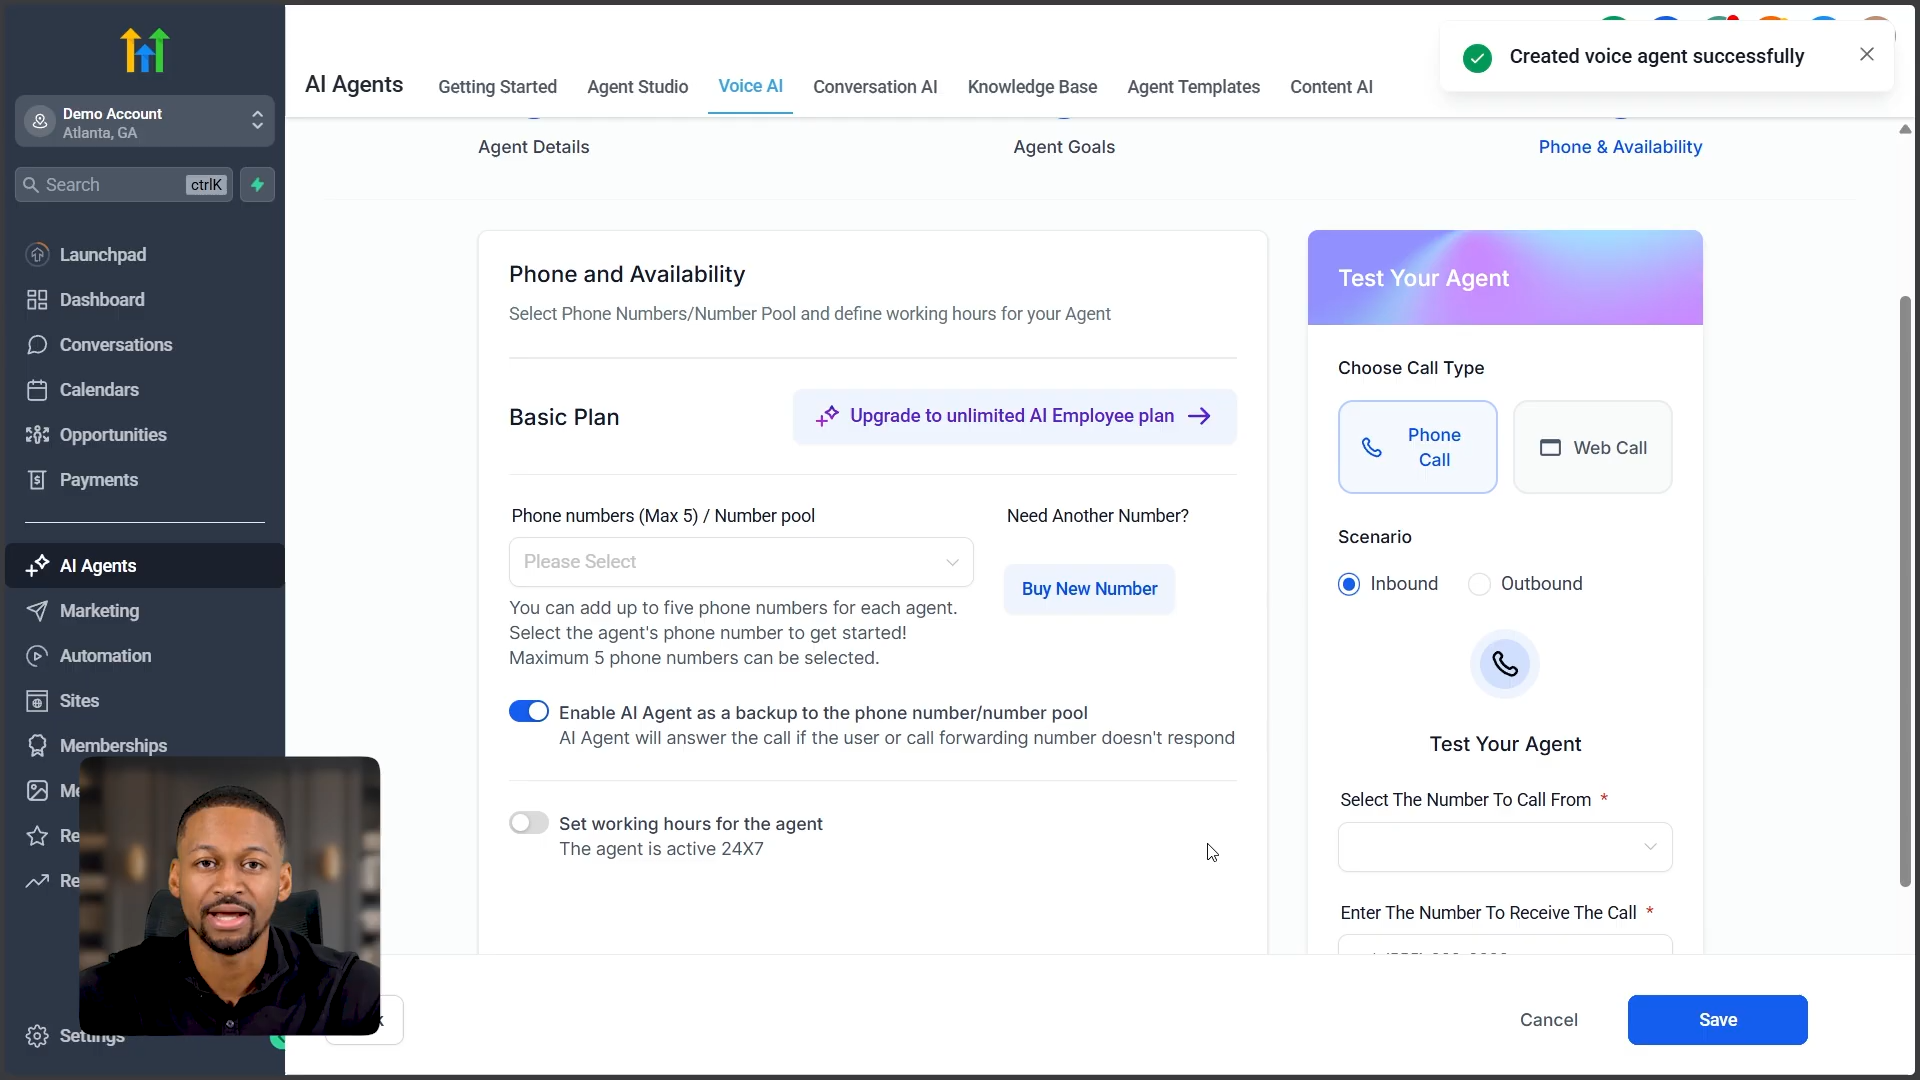 Demo Account
Atlanta, GA
Search
ctrlK
Launchpad
Dashboard
Conversations
Calendars
Opportunities
Payments
AI Agents
Marketing
Automation
Sites
Memberships
Me
Re
Re
Settings
AI Agents
Getting Started
Agent Studio
Voice AI
Conversation AI
Knowledge Base
Agent Templates
Content AI
Created voice agent successfully
Agent Details
Agent Goals
Phone & Availability
Phone and Availability
Select Phone Numbers/Number Pool and define working hours for your Agent
Basic Plan
Upgrade to unlimited AI Employee plan
Phone numbers (Max 5) / Number pool
Please Select
You can add up to five phone numbers for each agent.
Select the agent's phone number to get started!
Maximum 5 phone numbers can be selected.
Need Another Number?
Buy New Number
Enable AI Agent as a backup to the phone number/number pool
AI Agent will answer the call if the user or call forwarding number doesn't respond
Set working hours for the agent
The agent is active 24X7
Test Your Agent
Choose Call Type
Phone
Call
Web Call
Scenario
Inbound
Outbound
Test Your Agent
Select The Number To Call From *
Enter The Number To Receive The Call *
Cancel
Save